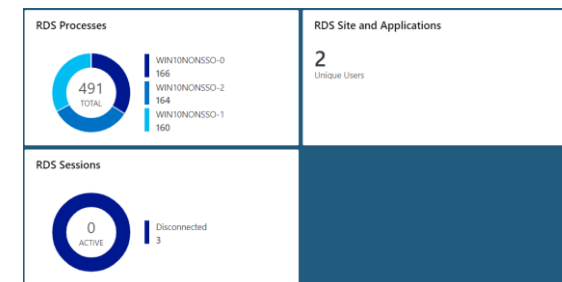 RDS Processes
491
TOTAL
WIN10NONSSO-0
166
WIN10NONSSO-2
164
WIN10NONSSO-1
160
RDS Site and Applications
2
Unique Users
RDS Sessions
0
ACTIVE
Disconnected
3